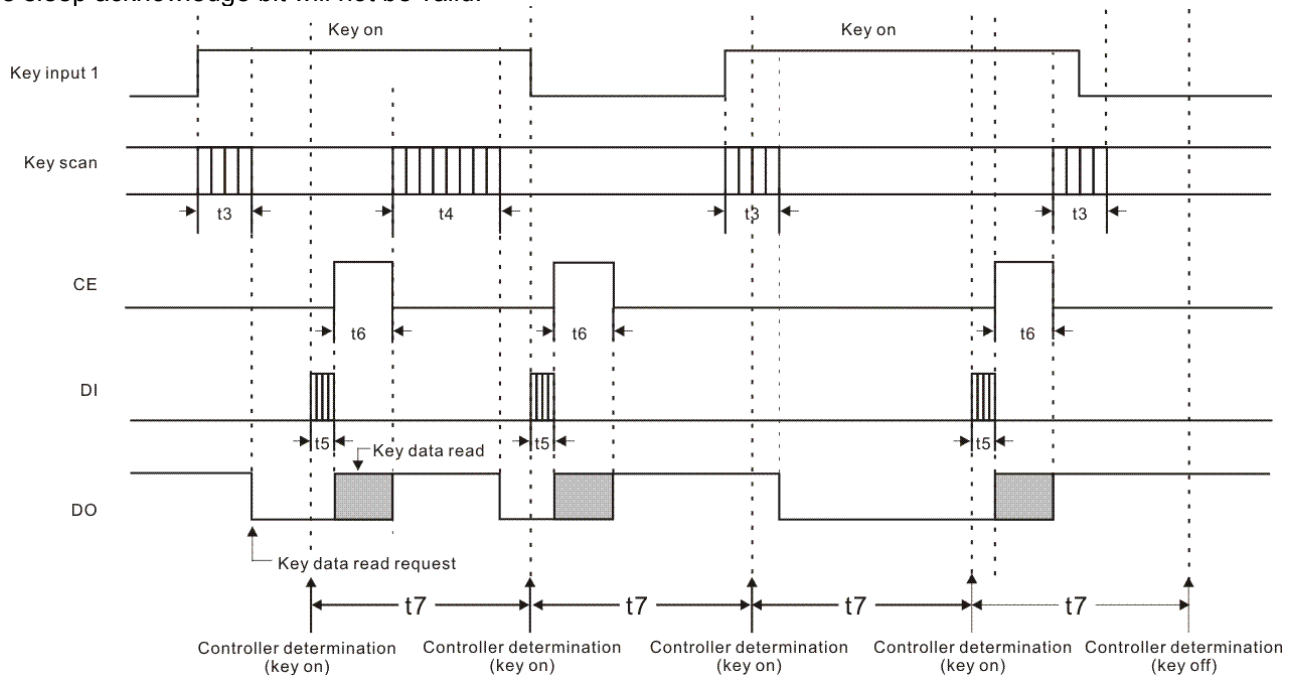 Key on Key on
Key input 1
Key scan
t3 t4 t3 t3
CE
t6 t6 t6
DI
t5 t5 t5
Key data read
DO
Key data read request
t7 t7 t7 t7
Controller determination Controller determination Controller determination Controller determination Controller determination
(key on) (key on) (key on) (key on) (key off)